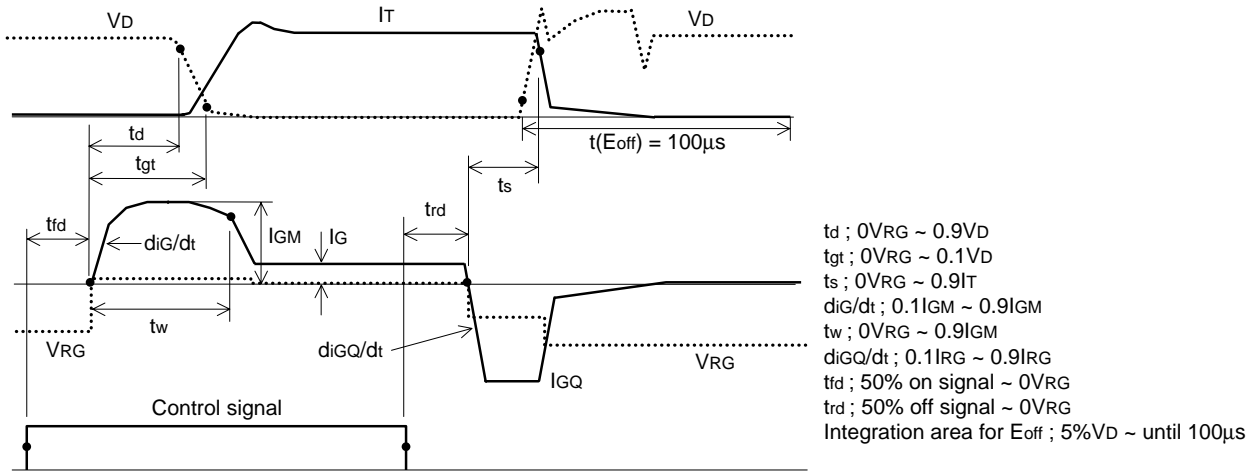 VD
IT
VD
td
t(Eoff) = 100µs
tgt
ts
tfd
trd
diG/dt
IGM
IG
tw
VRG
diGQ/dt
VRG
IGQ
Control signal
td ; 0VRG ~ 0.9VD
tgt ; 0VRG ~ 0.1VD
ts ; 0VRG ~ 0.9IT
diG/dt ; 0.1IGM ~ 0.9IGM
tw ; 0VRG ~ 0.9IGM
diGQ/dt ; 0.1IRG ~ 0.9IRG
tfd ; 50% on signal ~ 0VRG
trd ; 50% off signal ~ 0VRG
Integration area for Eoff ; 5%VD ~ until 100µs